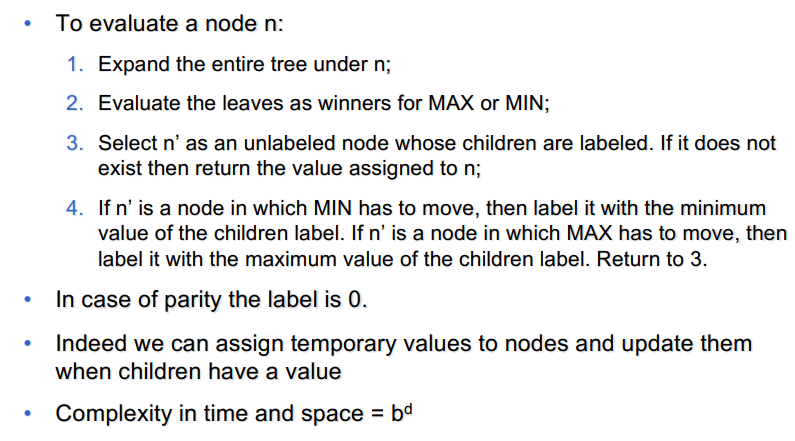 • To evaluate a node n:
1. Expand the entire tree under n;
2. Evaluate the leaves as winners for MAX or MIN;
3. Select n’ as an unlabeled node whose children are labeled. If it does not
exist then return the value assigned to n;
4. If n’ is a node in which MIN has to move, then label it with the minimum
value of the children label. If n’ is a node in which MAX has to move, then
label it with the maximum value of the children label. Return to 3.
• In case of parity the label is 0.
• Indeed we can assign temporary values to nodes and update them
when children have a value
• Complexity in time and space = bᵈ